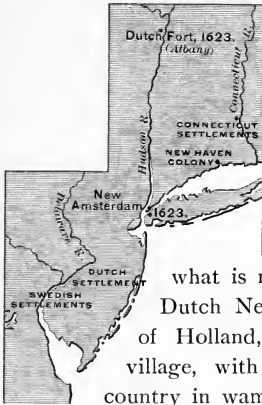 Dutch Fort, 1623.
(Albany)
Connecticut R.
Hudson R.
CONNECTICUT
SETTLEMENTS
NEW HAVEN
COLONY
New
Amsterdam
1623.
Delaware R.
DUTCH
SETTLEMENT
SWEDISH
SETTLEMENTS
what is n
Dutch Ne
of Holland,
village, with
country in wam